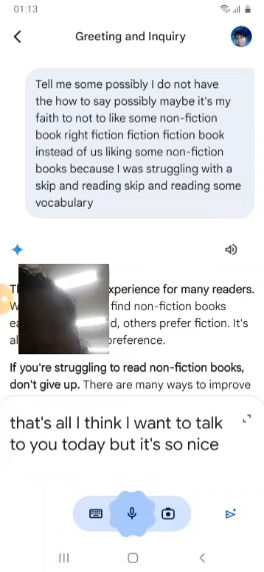 01:13
Greeting and Inquiry
Tell me some possibly I do not have
the how to say possibly maybe it's my
faith to not to like some non-fiction
book right fiction fiction fiction book
instead of us liking some non-fiction
books because I was struggling with a
skip and reading skip and reading some
vocabulary
xperience for many readers.
find non-fiction books
d, others prefer fiction. It's
preference.
If you're struggling to read non-fiction books,
don't give up. There are many ways to improve
that's all I think I want to talk
to you today but it's so nice